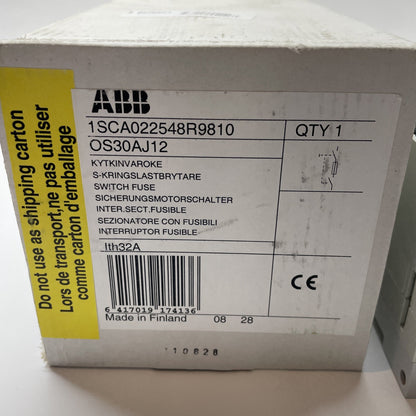 Do not use as shipping carton
Lors de transport,ne pas utiliser
comme carton d'emballage
ABB
1SCA022548R9810
QTY 1
OS30AJ12
KYTKINVAROKE
S-KRINGSLASTBRYTARE
SWITCH FUSE
SICHERUNGSMOTORSCHALTER
INTER.SECT.FUSIBLE
SEZIONATORE CON FUSIBILI
INTERRUPTOR FUSIBLE
Ith32A
CE
6 417019 174136
Made in Finland 08 28
110828